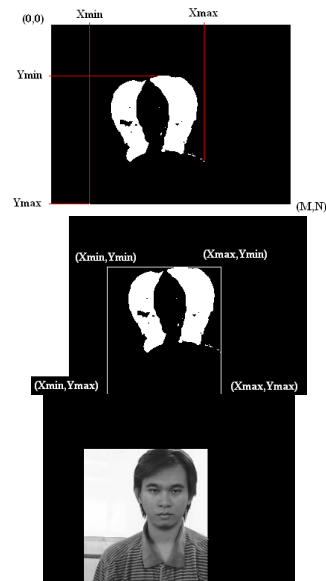 Xmin Xmax
(0,0)
Ymin
Ymax
(M,N)
(Xmin,Ymin) (Xmax,Ymin)
(Xmin,Ymax) (Xmax,Ymax)